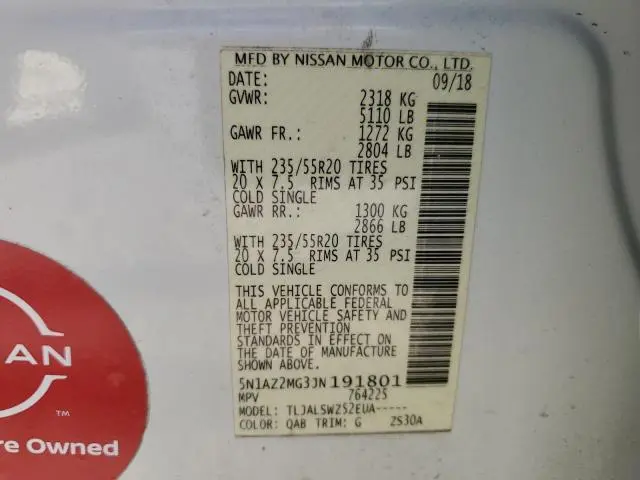 MFD BY NISSAN MOTOR CO., LTD.
DATE: 09/18
GVWR: 2318 KG
5110 LB
GAWR FR.: 1272 KG
2804 LB
WITH 235/55R20 TIRES
20 X 7.5 RIMS AT 35 PSI
COLD SINGLE
GAWR RR.: 1300 KG
2866 LB
WITH 235/55R20 TIRES
20 X 7.5 RIMS AT 35 PSI
COLD SINGLE
THIS VEHICLE CONFORMS TO
ALL APPLICABLE FEDERAL
MOTOR VEHICLE SAFETY AND
THEFT PREVENTION
STANDARDS IN EFFECT ON
THE DATE OF MANUFACTURE
SHOWN ABOVE.
5N1AZ2MG3JN191801
MPV 764225
MODEL: TLJALSWZ52EUA-----
COLOR: QAB TRIM: G ZS30A
SAN
TM
re Owned